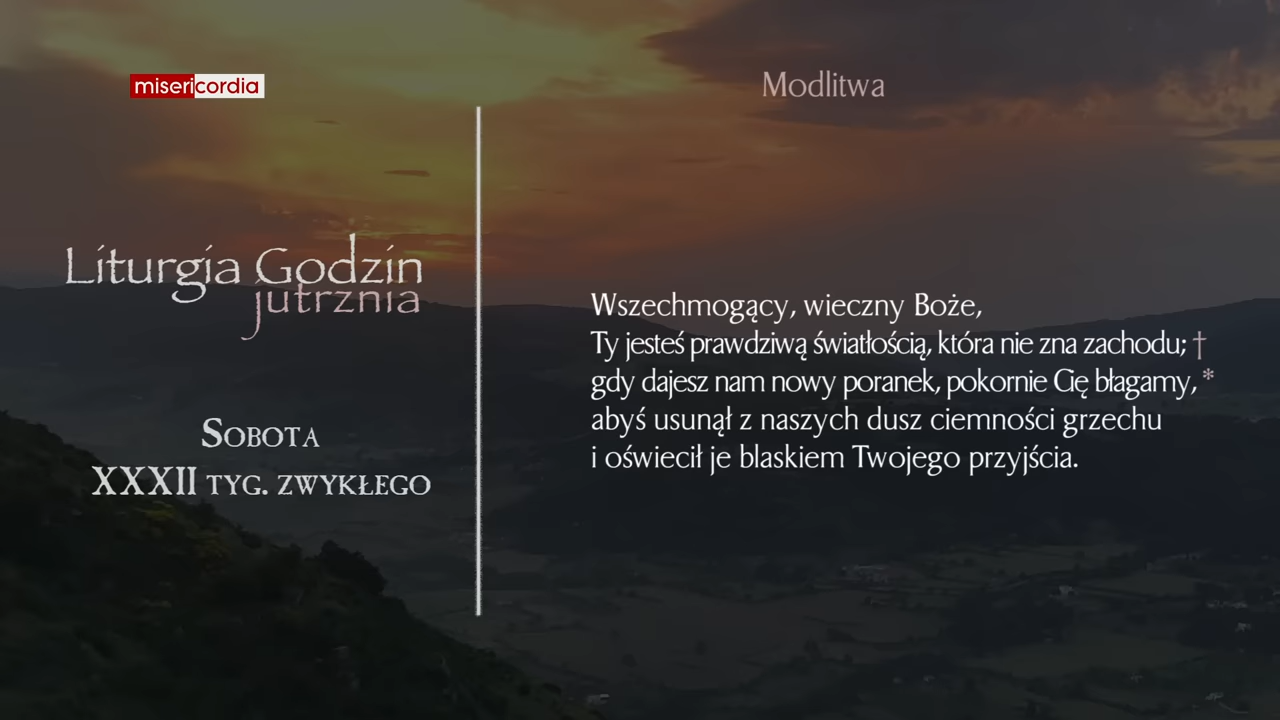 misericordia
Modlitwa
Liturgia Godzin
jutrznia
Sobota
XXXII tyg. zwykłego
Wszechmogący, wieczny Boże,
Ty jesteś prawdziwą światłością, która nie zna zachodu; †
gdy dajesz nam nowy poranek, pokornie Cię błagamy, *
abyś usunął z naszych dusz ciemności grzechu
i oświecił je blaskiem Twojego przyjścia.